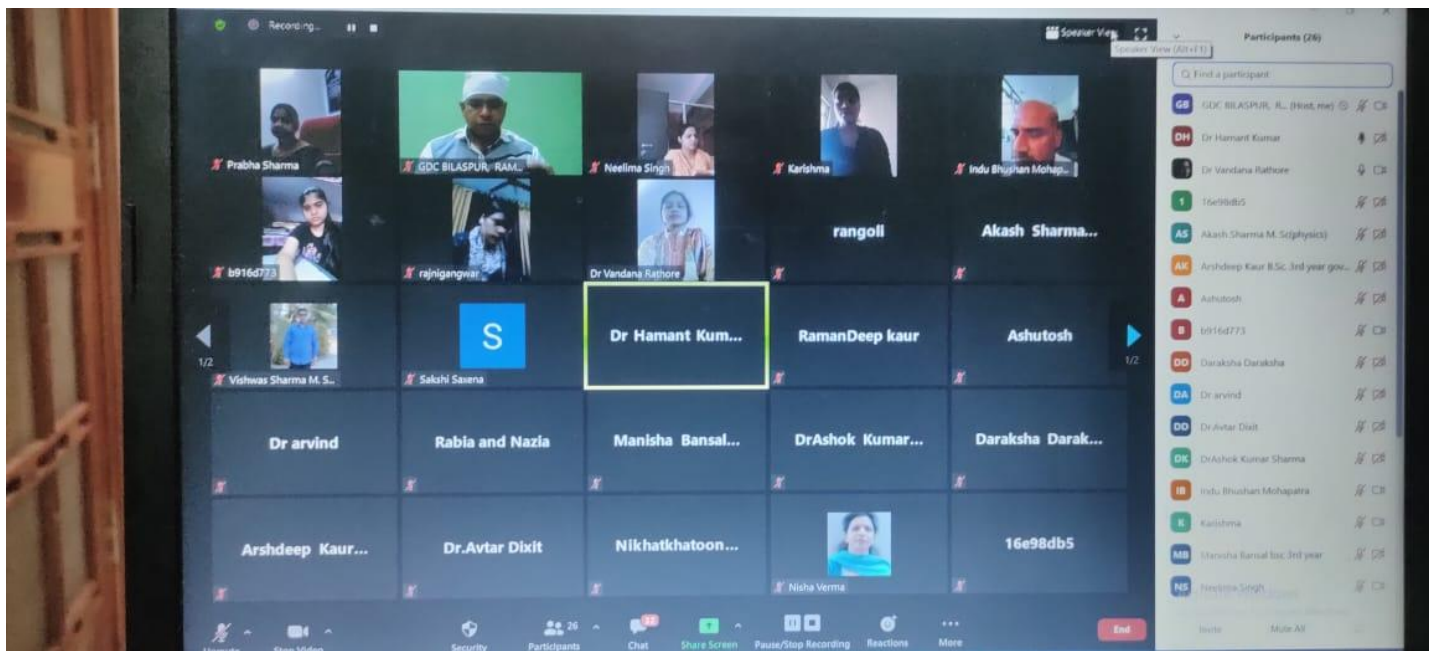 Recording...
Speaker View
Speaker View (Alt+F1)
Participants (26)
Find a participant
Prabha Sharma
GDC BILASPUR, RAM...
Neelima Singh
Karishma
Indu Bhushan Mohap...
b916d773
rajnigangwar
Dr Vandana Rathore
rangoli
Akash Sharma...
1/2
Vishwas Sharma M. S...
S
Sakshi Saxena
Dr Hamant Kum...
RamanDeep kaur
Ashutosh
1/2
Dr arvind
Rabia and Nazia
Manisha Bansal...
DrAshok Kumar...
Daraksha Darak...
Arshdeep Kaur...
Dr.Avtar Dixit
Nikhatkhatoon...
Nisha Verma
16e98db5
GB GDC BILASPUR, R... (Host, me)
DH Dr Hamant Kumar
Dr Vandana Rathore
1 16e98db5
AS Akash Sharma M. Sc(physics)
AK Arshdeep Kaur B.Sc. 3rd year gov...
A Ashutosh
B b916d773
DD Daraksha Daraksha
DA Dr arvind
DD Dr.Avtar Dixit
DK DrAshok Kumar Sharma
IB Indu Bhushan Mohapatra
K Karishma
MB Manisha Bansal bsc 3rd year
NS Neelima Singh
Invite Mute All
Stop Video
Security
26
Participants
32
Chat
Share Screen
Pause/Stop Recording
Reactions
More
End